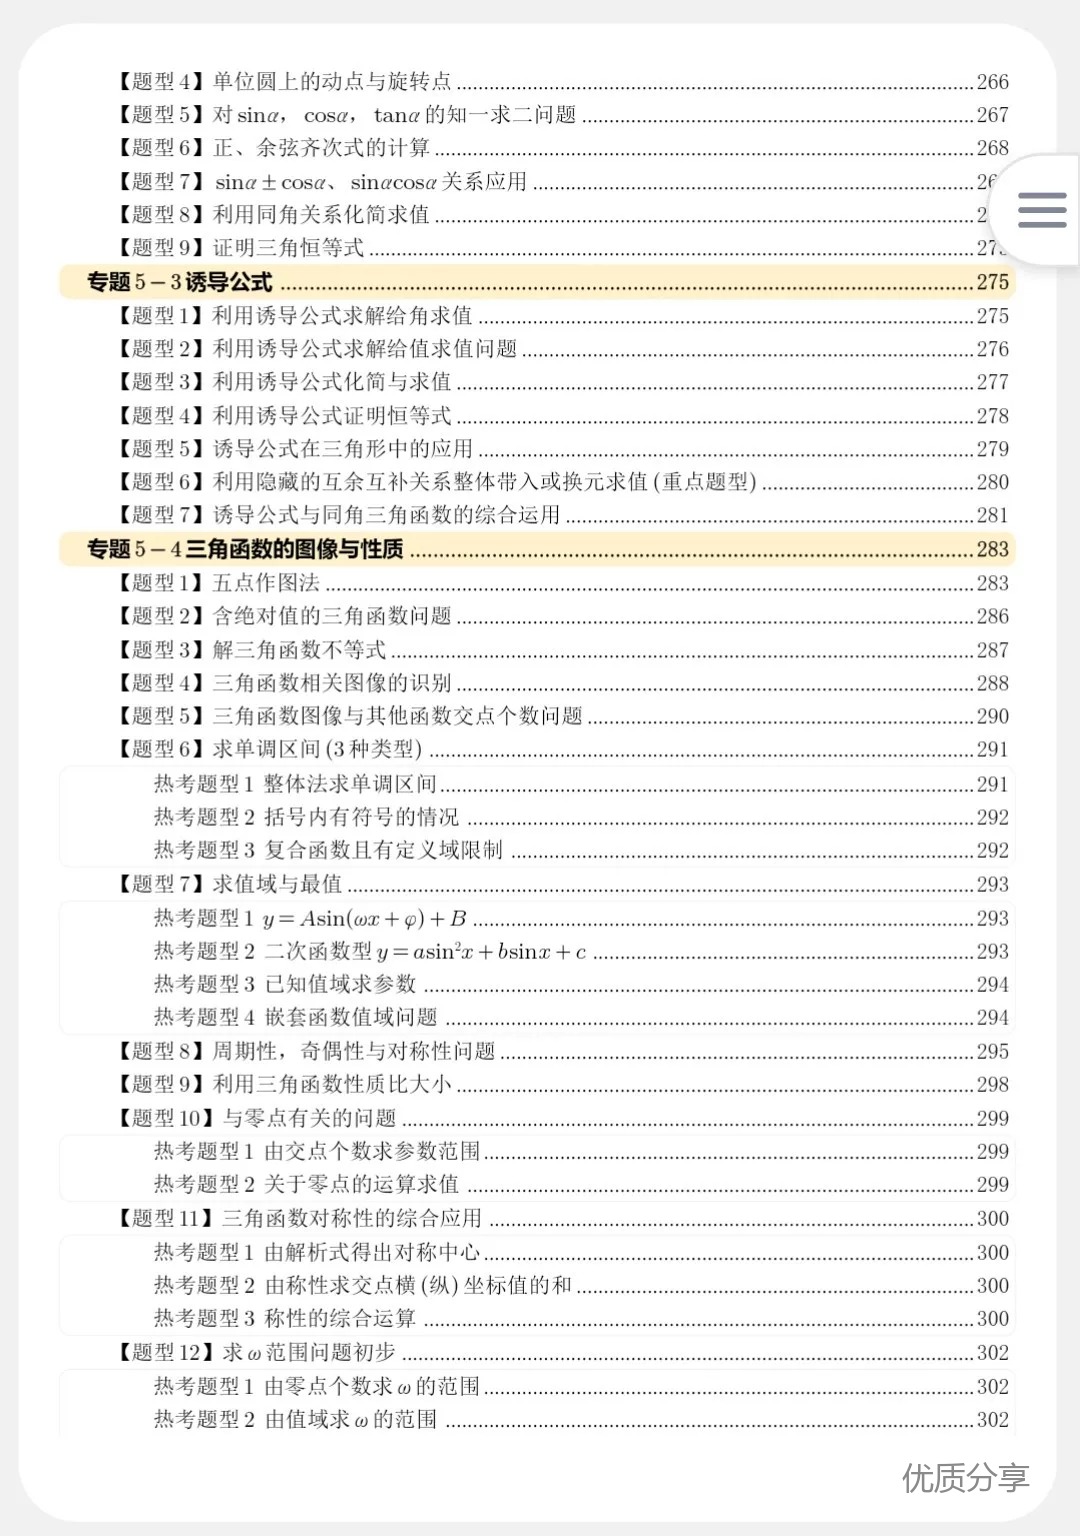 【题型4】单位圆上的动点与旋转点 266
【题型5】对sinα，cosα，tanα的知一求二问题 267
【题型6】正、余弦齐次式的计算 268
【题型7】sinα±cosα、sinαcosα关系应用
【题型8】利用同角关系化简求值
【题型9】证明三角恒等式
专题5－3诱导公式 275
【题型1】利用诱导公式求解给角求值 275
【题型2】利用诱导公式求解给值求值问题 276
【题型3】利用诱导公式化简与求值 277
【题型4】利用诱导公式证明恒等式 278
【题型5】诱导公式在三角形中的应用 279
【题型6】利用隐藏的互余互补关系整体带入或换元求值(重点题型) 280
【题型7】诱导公式与同角三角函数的综合运用 281
专题5－4三角函数的图像与性质 283
【题型1】五点作图法 283
【题型2】含绝对值的三角函数问题 286
【题型3】解三角函数不等式 287
【题型4】三角函数相关图像的识别 288
【题型5】三角函数图像与其他函数交点个数问题 290
【题型6】求单调区间(3种类型) 291
热考题型1 整体法求单调区间 291
热考题型2 括号内有符号的情况 292
热考题型3 复合函数且有定义域限制 292
【题型7】求值域与最值 293
热考题型1 y＝Asin(ωx＋φ)＋B 293
热考题型2 二次函数型y＝asin²x＋bsinx＋c 293
热考题型3 已知值域求参数 294
热考题型4 嵌套函数值域问题 294
【题型8】周期性，奇偶性与对称性问题 295
【题型9】利用三角函数性质比大小 298
【题型10】与零点有关的问题 299
热考题型1 由交点个数求参数范围 299
热考题型2 关于零点的运算求值 299
【题型11】三角函数对称性的综合应用 300
热考题型1 由解析式得出对称中心 300
热考题型2 由称性求交点横(纵)坐标值的和 300
热考题型3 称性的综合运算 300
【题型12】求ω范围问题初步 302
热考题型1 由零点个数求ω的范围 302
热考题型2 由值域求ω的范围 302
优质分享